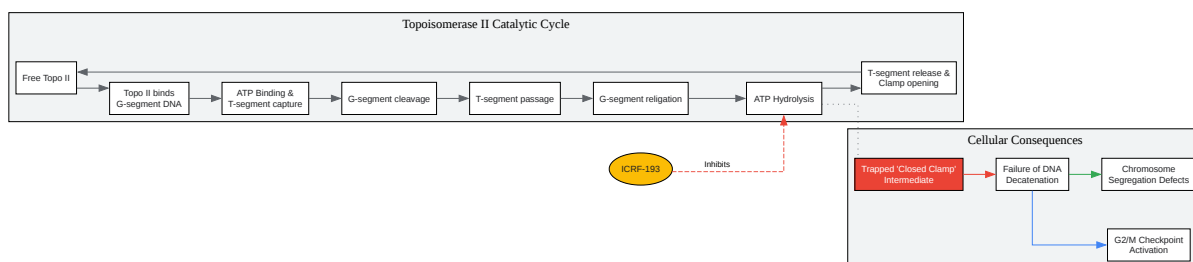 Topoisomerase II Catalytic Cycle
Free Topo II
Topo II binds
G-segment DNA
ATP Binding &
T-segment capture
G-segment cleavage
T-segment passage
G-segment religation
ATP Hydrolysis
T-segment release &
Clamp opening
ICRF-193
Inhibits
Cellular Consequences
Trapped 'Closed Clamp'
Intermediate
Failure of DNA
Decatenation
Chromosome
Segregation Defects
G2/M Checkpoint
Activation